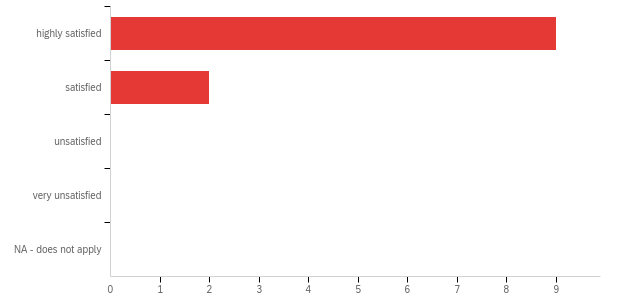 highly satisfied
satisfied
unsatisfied
very unsatisfied
NA - does not apply
0 1 2 3 4 5 6 7 8 9